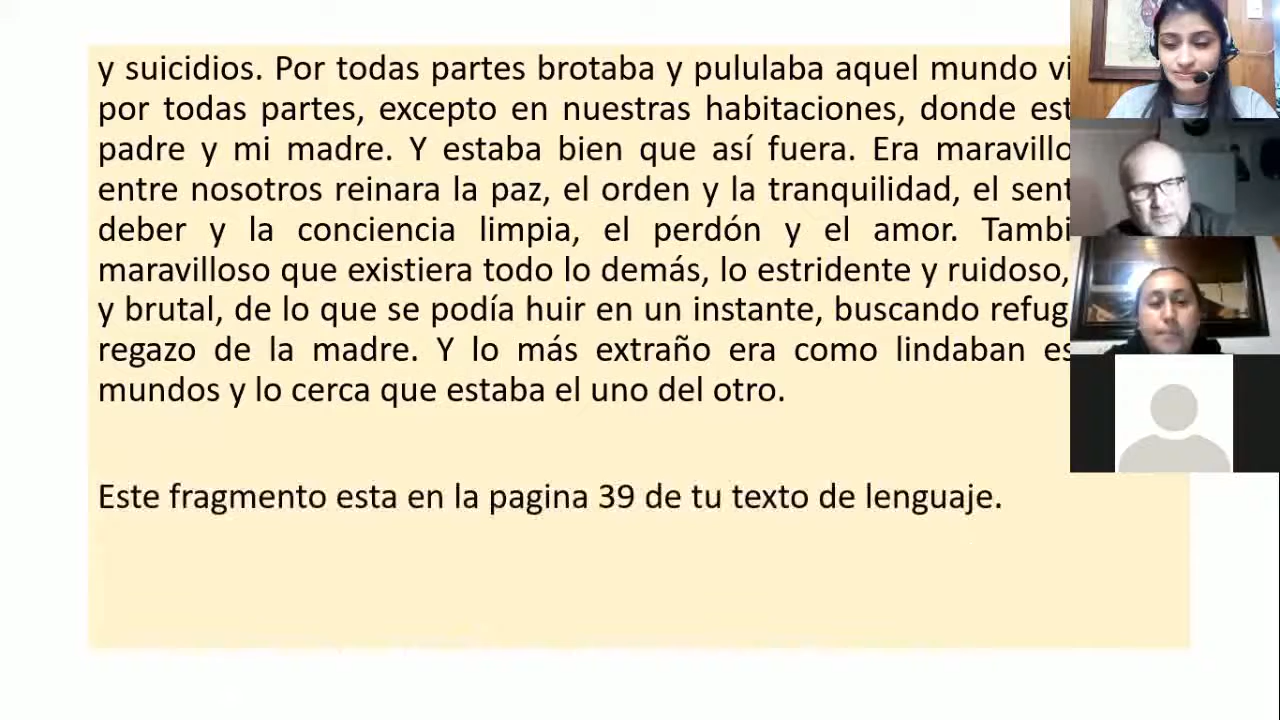 y suicidios. Por todas partes brotaba y pululaba aquel mundo
por todas partes, excepto en nuestras habitaciones, donde
padre y mi madre. Y estaba bien que así fuera. Era
entre nosotros reinara la paz, el orden y la tranquilidad, el
deber y la conciencia limpia, el perdón y el amor.
maravilloso que existiera todo lo demás, lo estridente y ruidoso,
y brutal, de lo que se podía huir en un instante, buscando
regazo de la madre. Y lo más extraño era como lindaban
mundos y lo cerca que estaba el uno del otro.
Este fragmento esta en la pagina 39 de tu texto de lenguaje.